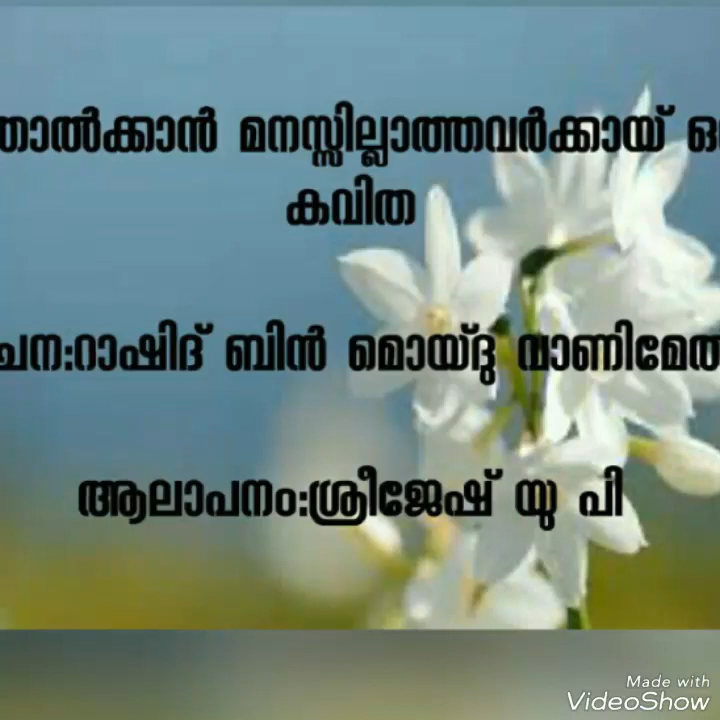 താൽക്കാൻ മനസ്സില്ലാത്തവർക്കായ്
കവിത
ചന:റാഷിദ് ബിൻ മൊയ്ദു വാണിമേൽ
ആലാപനം:ശ്രീജേഷ് യു പി
Made with
VideoShow